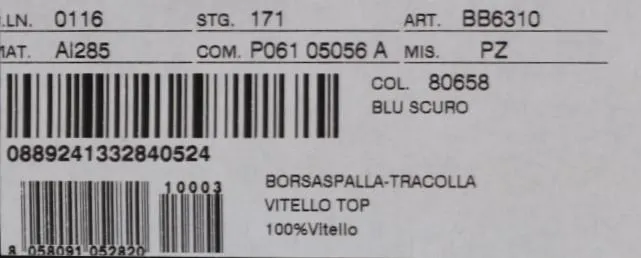 .LN. 0116 STG. 171 ART. BB6310
MAT. AI285 COM. P061 05056 A MIS. PZ
COL. 80658
BLU SCURO
0889241332840524
10003
BORSASPALLA-TRACOLLA
VITELLO TOP
100%Vitello
8 058091 052820